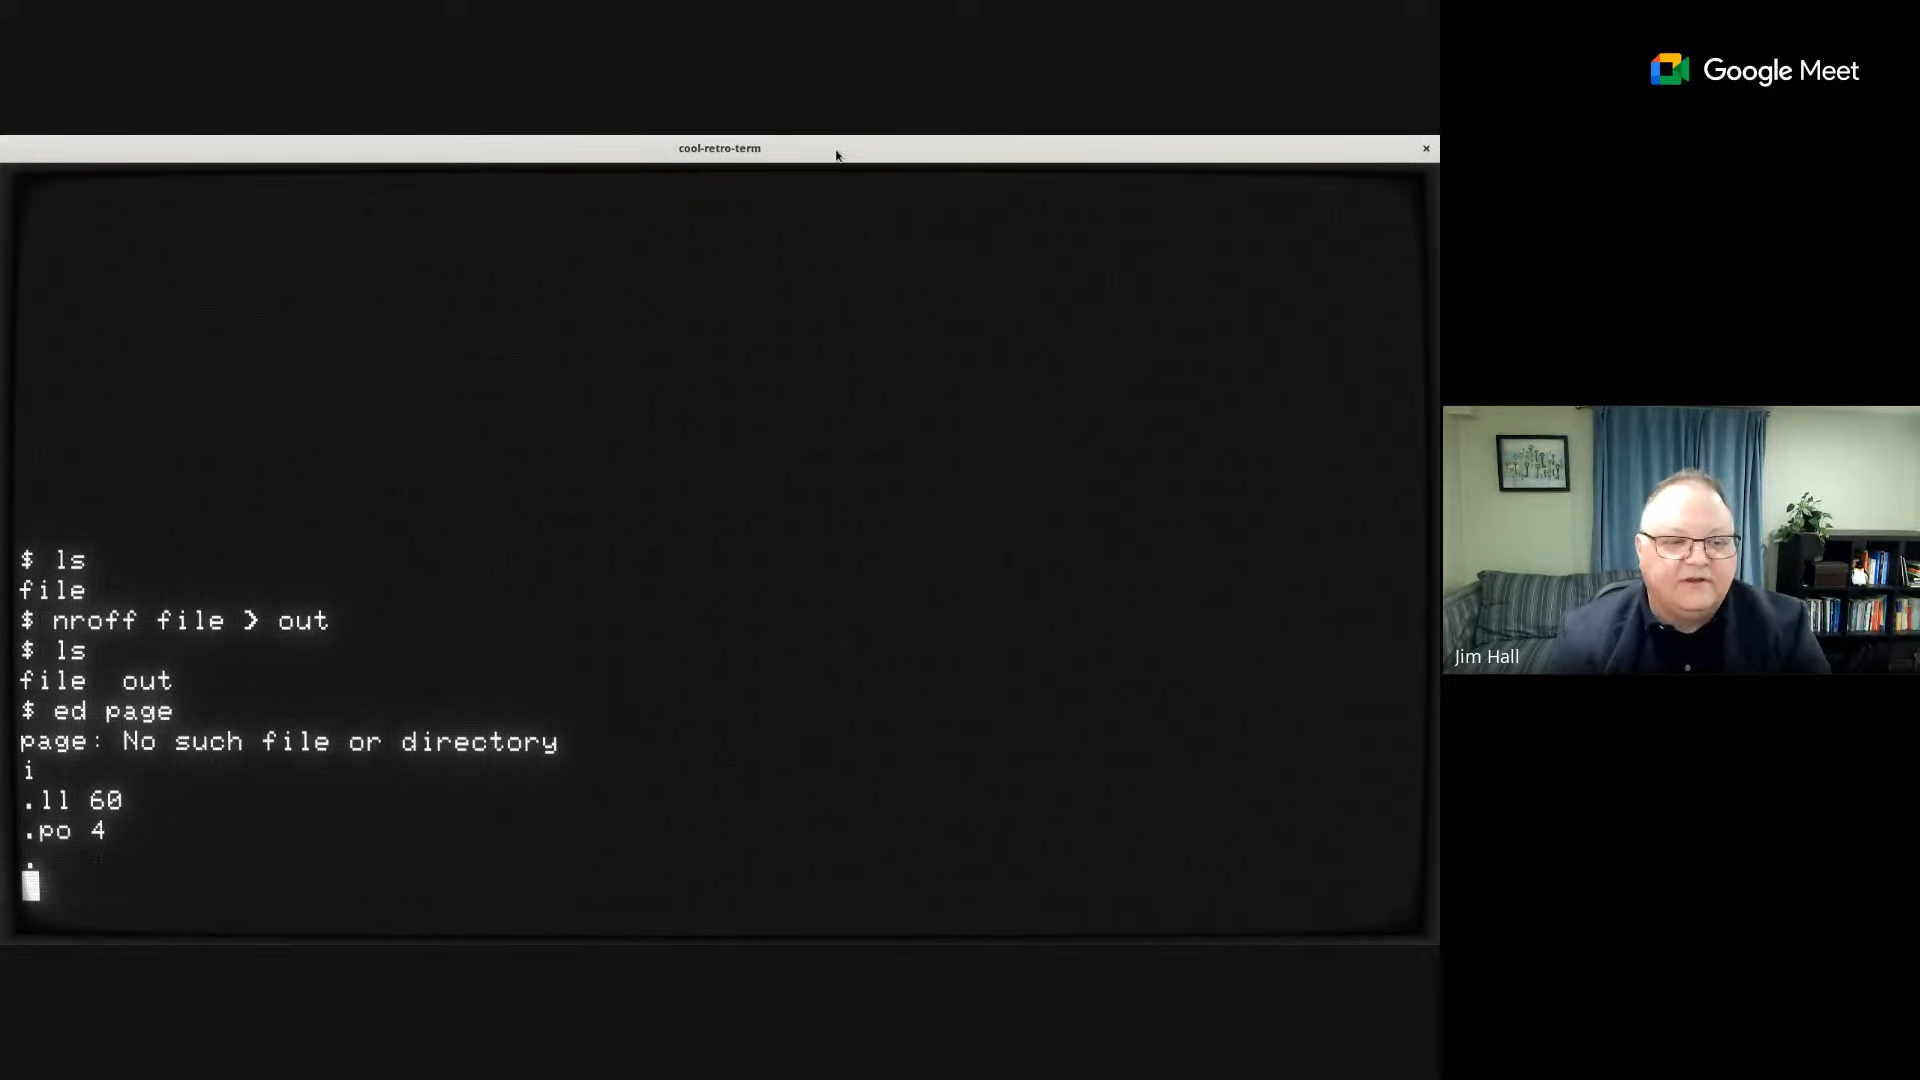 Google Meet
cool-retro-term
$ ls
file
$ nroff file > out
$ ls
file out
$ ed page
page: No such file or directory
i
.ll 60
.po 4
.
Jim Hall